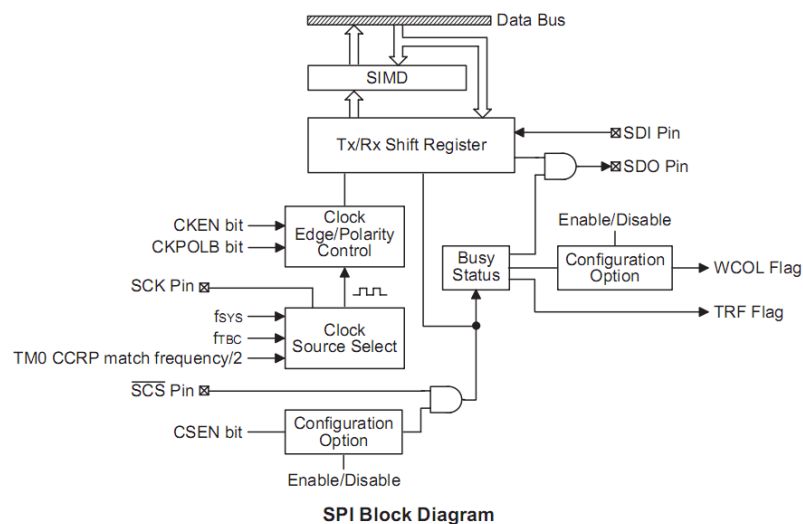 Data Bus
SIMD
Tx/Rx Shift Register
SDI Pin
SDO Pin
CKEN bit
CKPOLB bit
Clock
Edge/Polarity
Control
Enable/Disable
Busy
Status
Configuration
Option
WCOL Flag
TRF Flag
SCK Pin
fSYS
fTBC
TM0 CCRP match frequency/2
Clock
Source Select
SCS Pin
CSEN bit
Configuration
Option
Enable/Disable
SPI Block Diagram